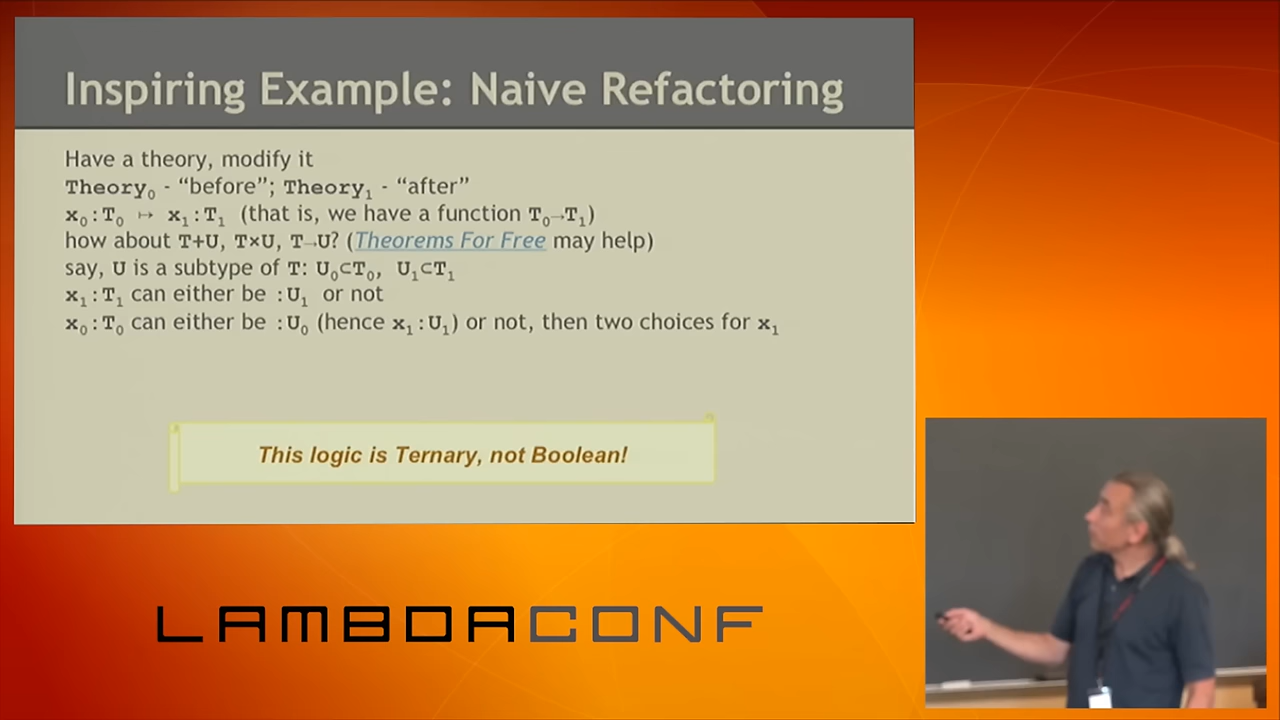 Inspiring Example: Naive Refactoring
Have a theory, modify it
Theory₀ - “before”; Theory₁ - “after”
x₀:T₀ ↦ x₁:T₁ (that is, we have a function T₀→T₁)
how about T+U, T×U, T→U? (Theorems For Free may help)
say, U is a subtype of T: U₀⊂T₀, U₁⊂T₁
x₁:T₁ can either be :U₁ or not
x₀:T₀ can either be :U₀ (hence x₁:U₁) or not, then two choices for x₁
This logic is Ternary, not Boolean!
LAMBDACONF